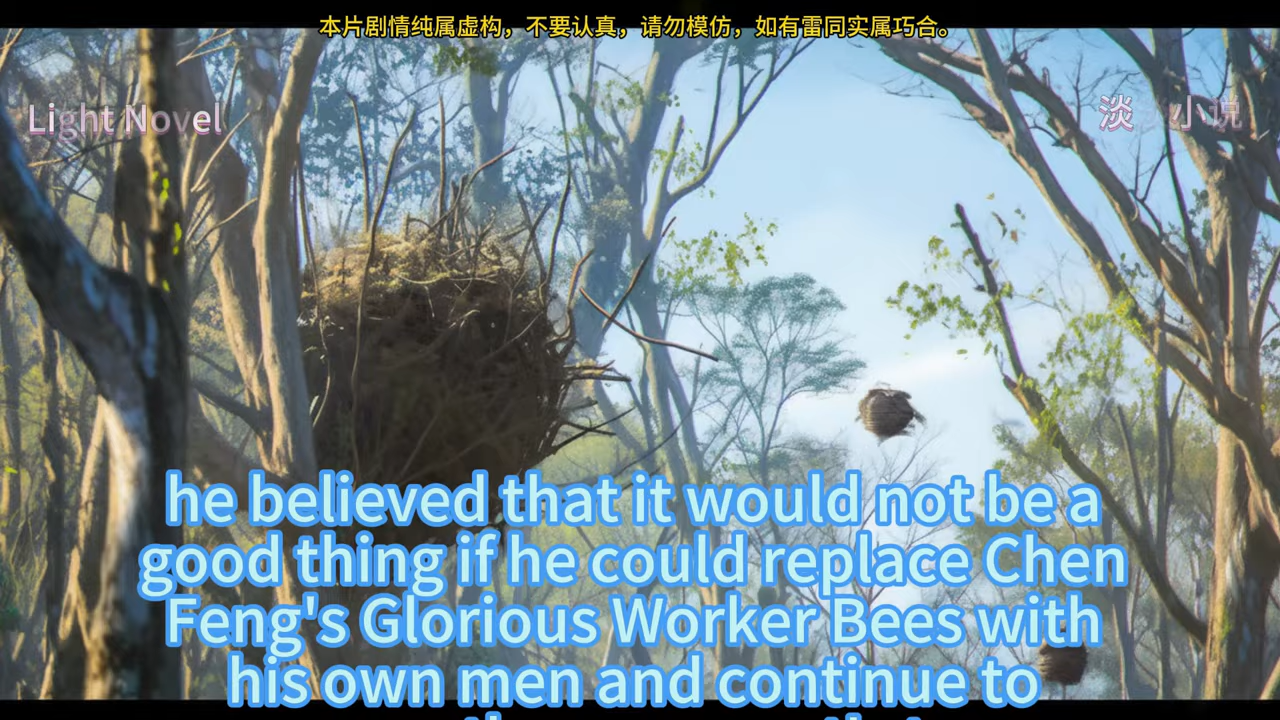 本片剧情纯属虚构，不要认真，请勿模仿，如有雷同实属巧合。
Light Novel
淡 小说
he believed that it would not be a
good thing if he could replace Chen
Feng's Glorious Worker Bees with
his own men and continue to